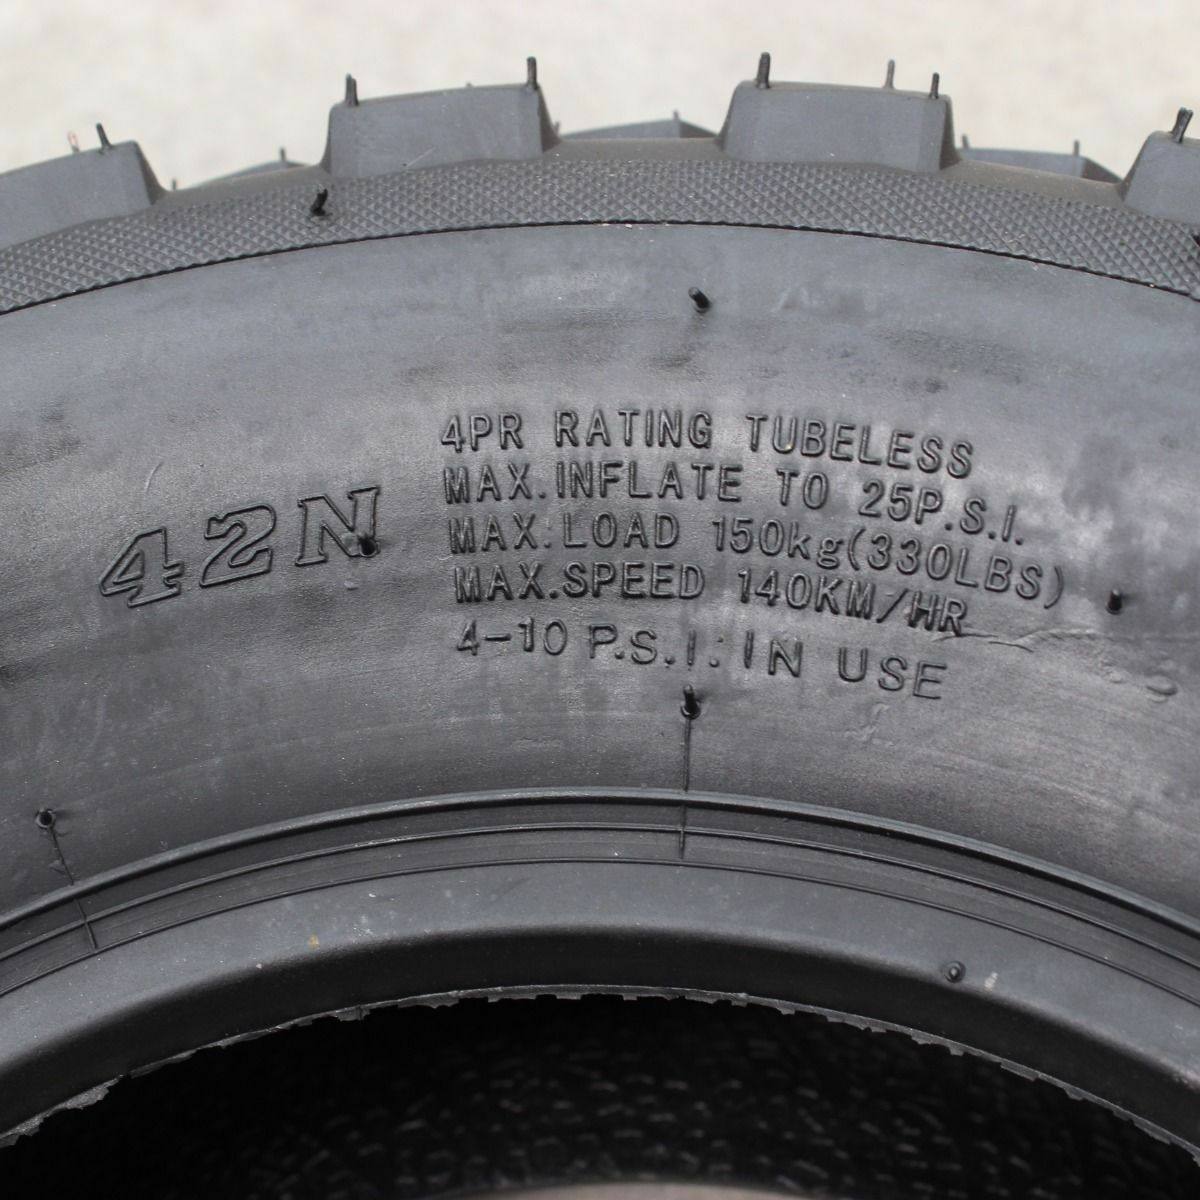 42N
4PR RATING TUBELESS
MAX.INFLATE TO 25P.S.I.
MAX.LOAD 150kg(330LBS)
MAX.SPEED 140KM/HR
4-10 P.S.I. IN USE